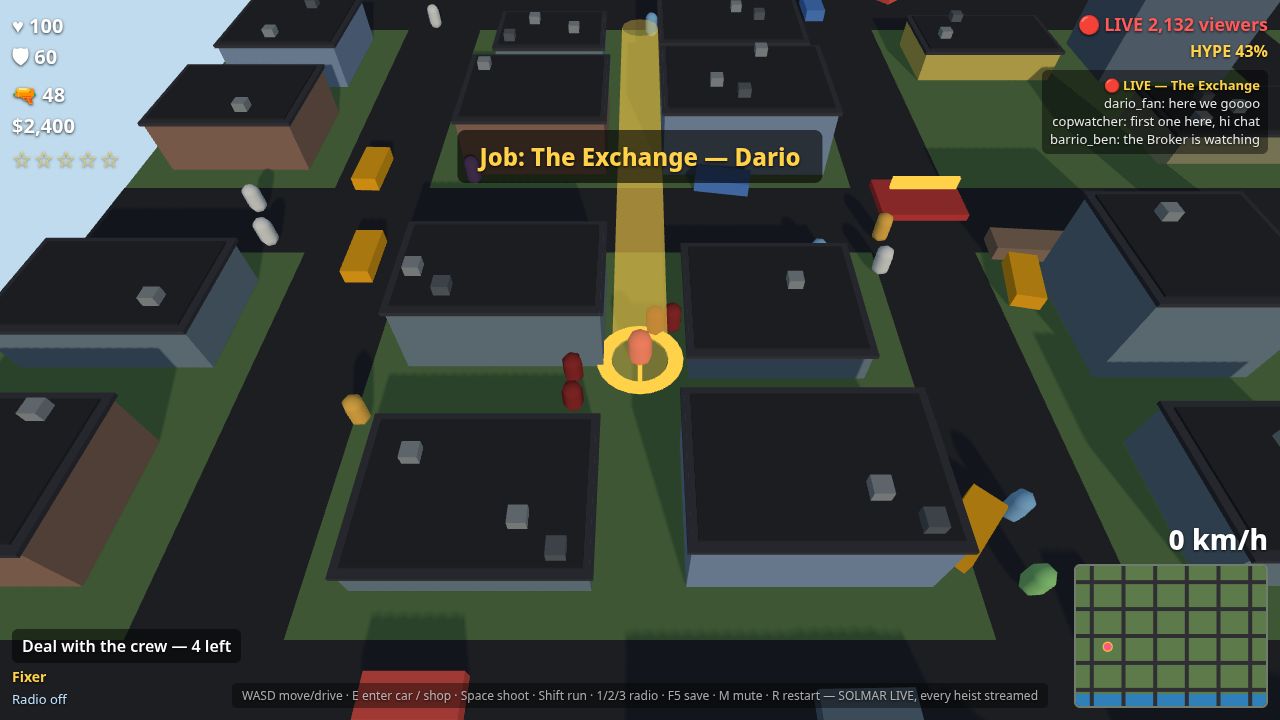 ♥ 100
🛡 60
🔫 48
$2,400
☆☆☆☆☆
🔴 LIVE 2,132 viewers
HYPE 43%
🔴 LIVE — The Exchange
dario_fan: here we goooo
copwatcher: first one here, hi chat
barrio_ben: the Broker is watching
Job: The Exchange — Dario
0 km/h
Deal with the crew — 4 left
Fixer
Radio off
WASD move/drive · E enter car / shop · Space shoot · Shift run · 1/2/3 radio · F5 save · M mute · R restart — SOLMAR LIVE, every heist streamed